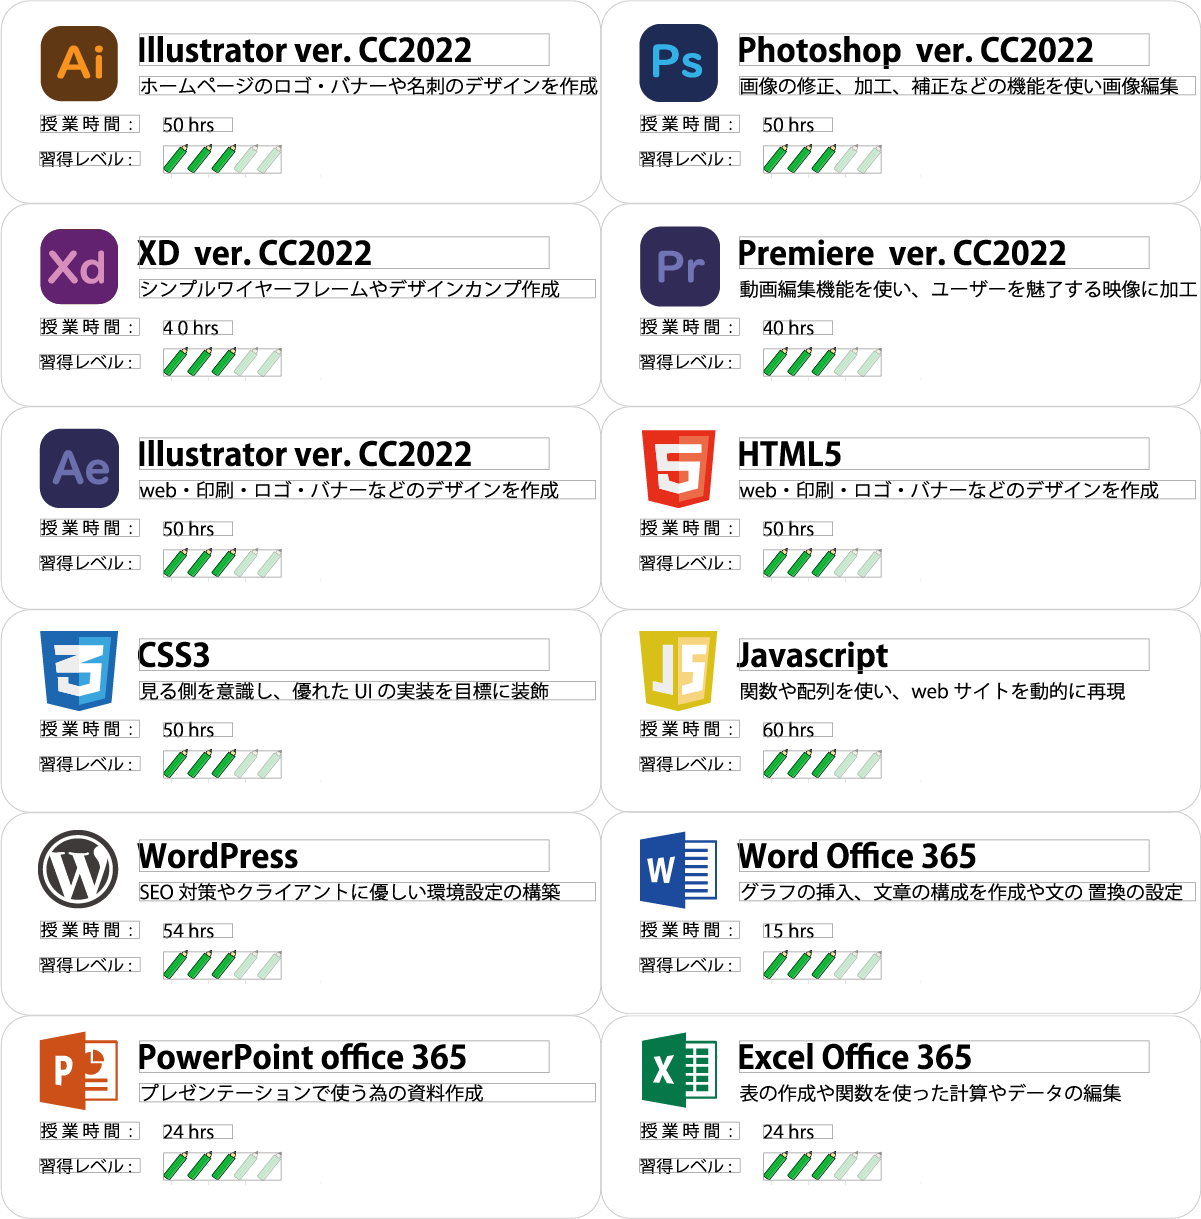 Ai
Illustrator ver. CC2022
ホームページのロゴ・バナーや名刺のデザインを作成
授業時間：
50 hrs
習得レベル：
Ps
Photoshop ver. CC2022
画像の修正、加工、補正などの機能を使い画像編集
授業時間：
50 hrs
習得レベル：
Xd
XD ver. CC2022
シンプルワイヤーフレームやデザインカンプ作成
授業時間：
4 0 hrs
習得レベル：
Pr
Premiere ver. CC2022
動画編集機能を使い、ユーザーを魅了する映像に加工
授業時間：
40 hrs
習得レベル：
Ae
Illustrator ver. CC2022
web・印刷・ロゴ・バナーなどのデザインを作成
授業時間：
50 hrs
習得レベル：
5
HTML5
web・印刷・ロゴ・バナーなどのデザインを作成
授業時間：
50 hrs
習得レベル：
3
CSS3
見る側を意識し、優れた UI の実装を目標に装飾
授業時間：
50 hrs
習得レベル：
JS
Javascript
関数や配列を使い、web サイトを動的に再現
授業時間：
60 hrs
習得レベル：
W
WordPress
SEO 対策やクライアントに優しい環境設定の構築
授業時間：
54 hrs
習得レベル：
W
Word Office 365
グラフの挿入、文章の構成を作成や文の 置換の設定
授業時間：
15 hrs
習得レベル：
P
PowerPoint office 365
プレゼンテーションで使う為の資料作成
授業時間：
24 hrs
習得レベル：
X
Excel Office 365
表の作成や関数を使った計算やデータの編集
授業時間：
24 hrs
習得レベル：